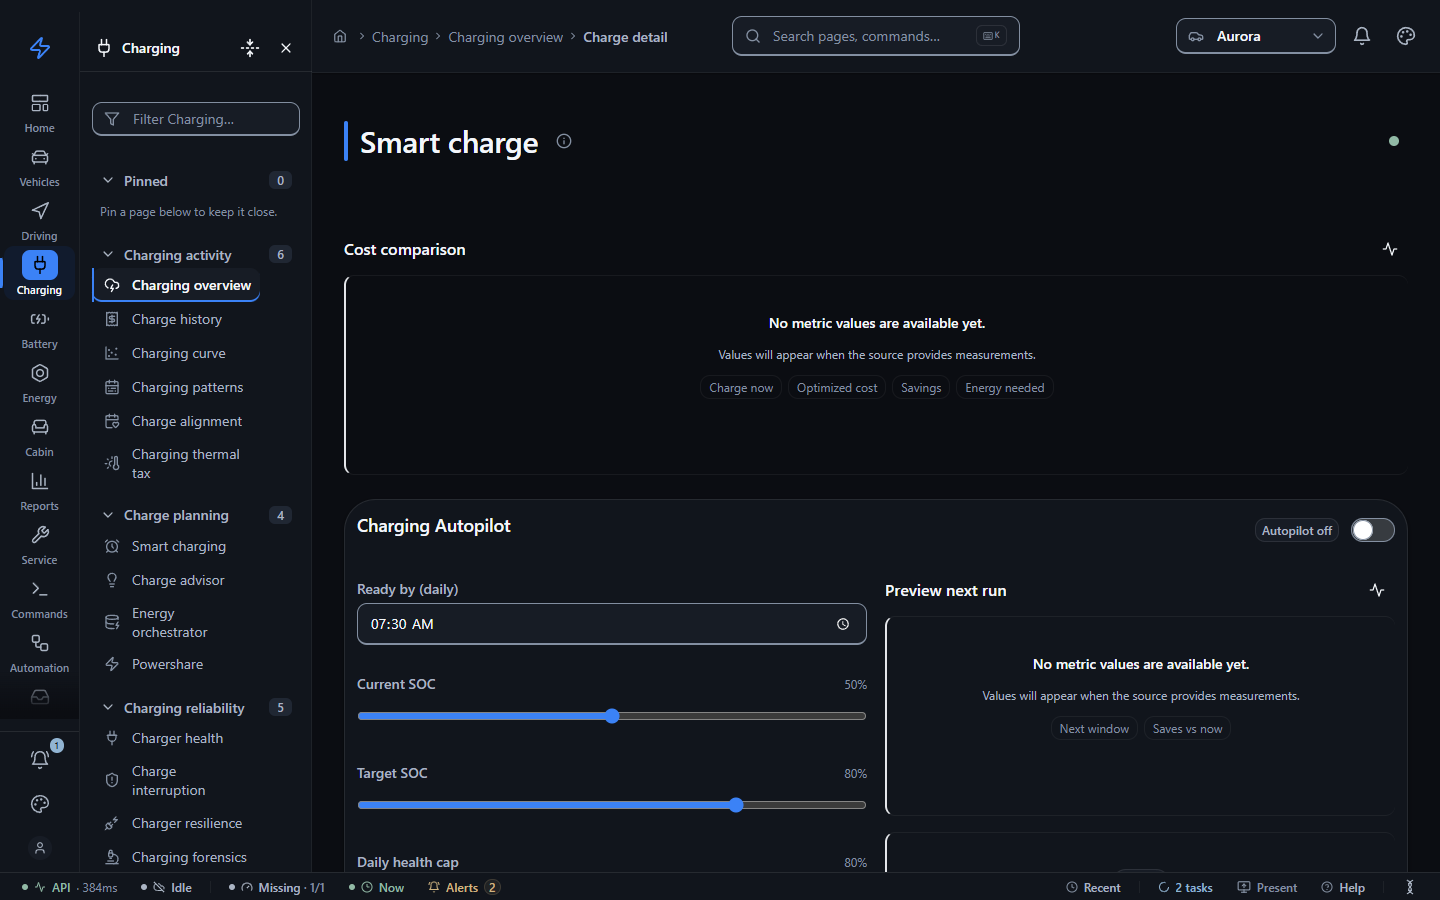 Home
Vehicles
Driving
Charging
Battery
Energy
Cabin
Reports
Service
Commands
Automation
1
Charging
Filter Charging...
Pinned 0
Pin a page below to keep it close.
Charging activity 6
Charging overview
Charge history
Charging curve
Charging patterns
Charge alignment
Charging thermal
tax
Charge planning 4
Smart charging
Charge advisor
Energy
orchestrator
Powershare
Charging reliability 5
Charger health
Charge
interruption
Charger resilience
Charging forensics
Charging > Charging overview > Charge detail
Search pages, commands... K
Aurora
Smart charge
Cost comparison
No metric values are available yet.
Values will appear when the source provides measurements.
Charge now Optimized cost Savings Energy needed
Charging Autopilot
Autopilot off
Ready by (daily)
07:30 AM
Current SOC 50%
Target SOC 80%
Daily health cap 80%
Preview next run
No metric values are available yet.
Values will appear when the source provides measurements.
Next window Saves vs now
API · 384ms Idle Missing · 1/1 Now Alerts 2 Recent 2 tasks Present Help